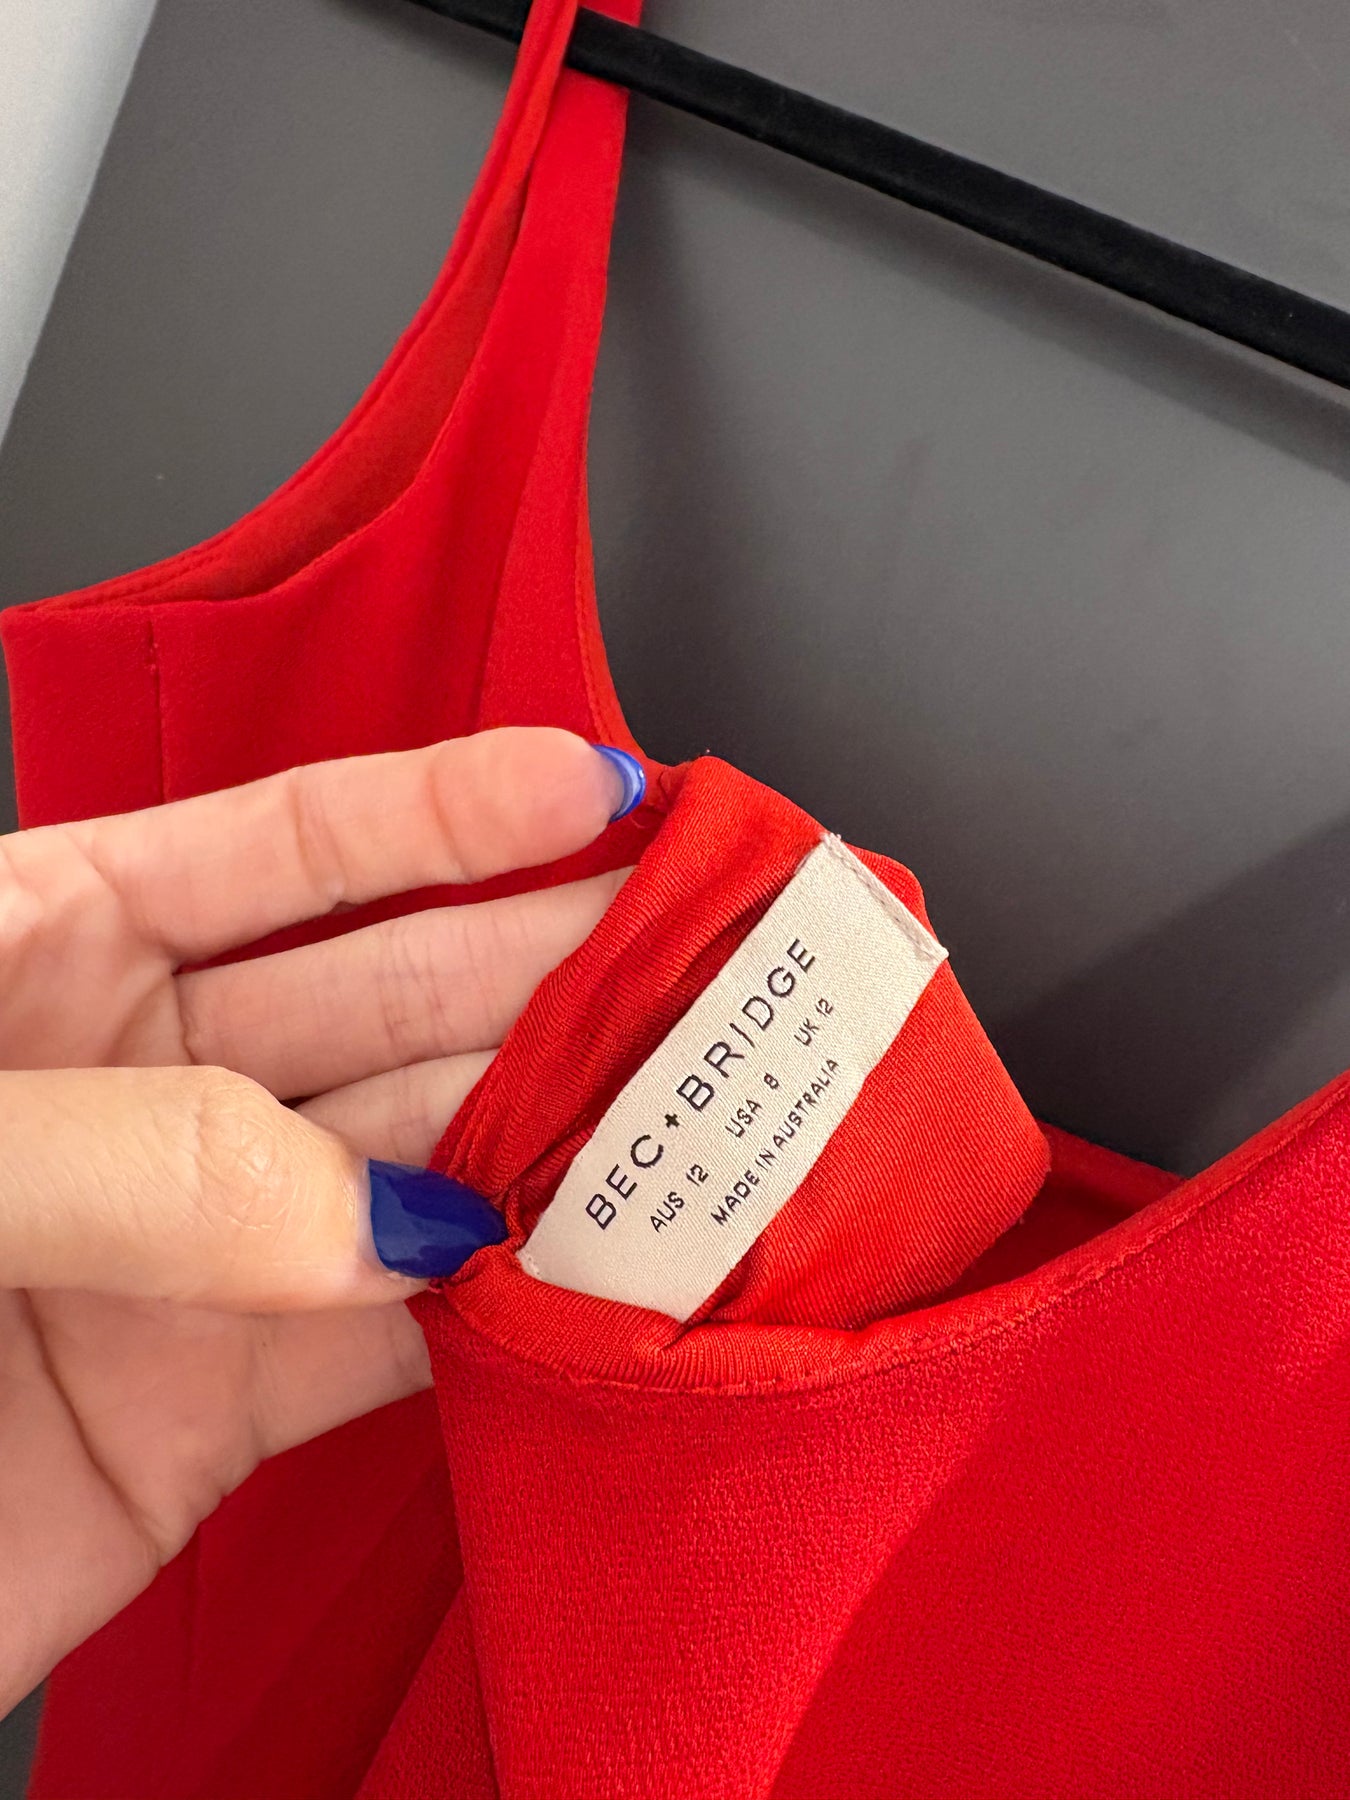 BEC+BRIDGE
AUS 12 USA 8 UK 12
MADE IN AUSTRALIA